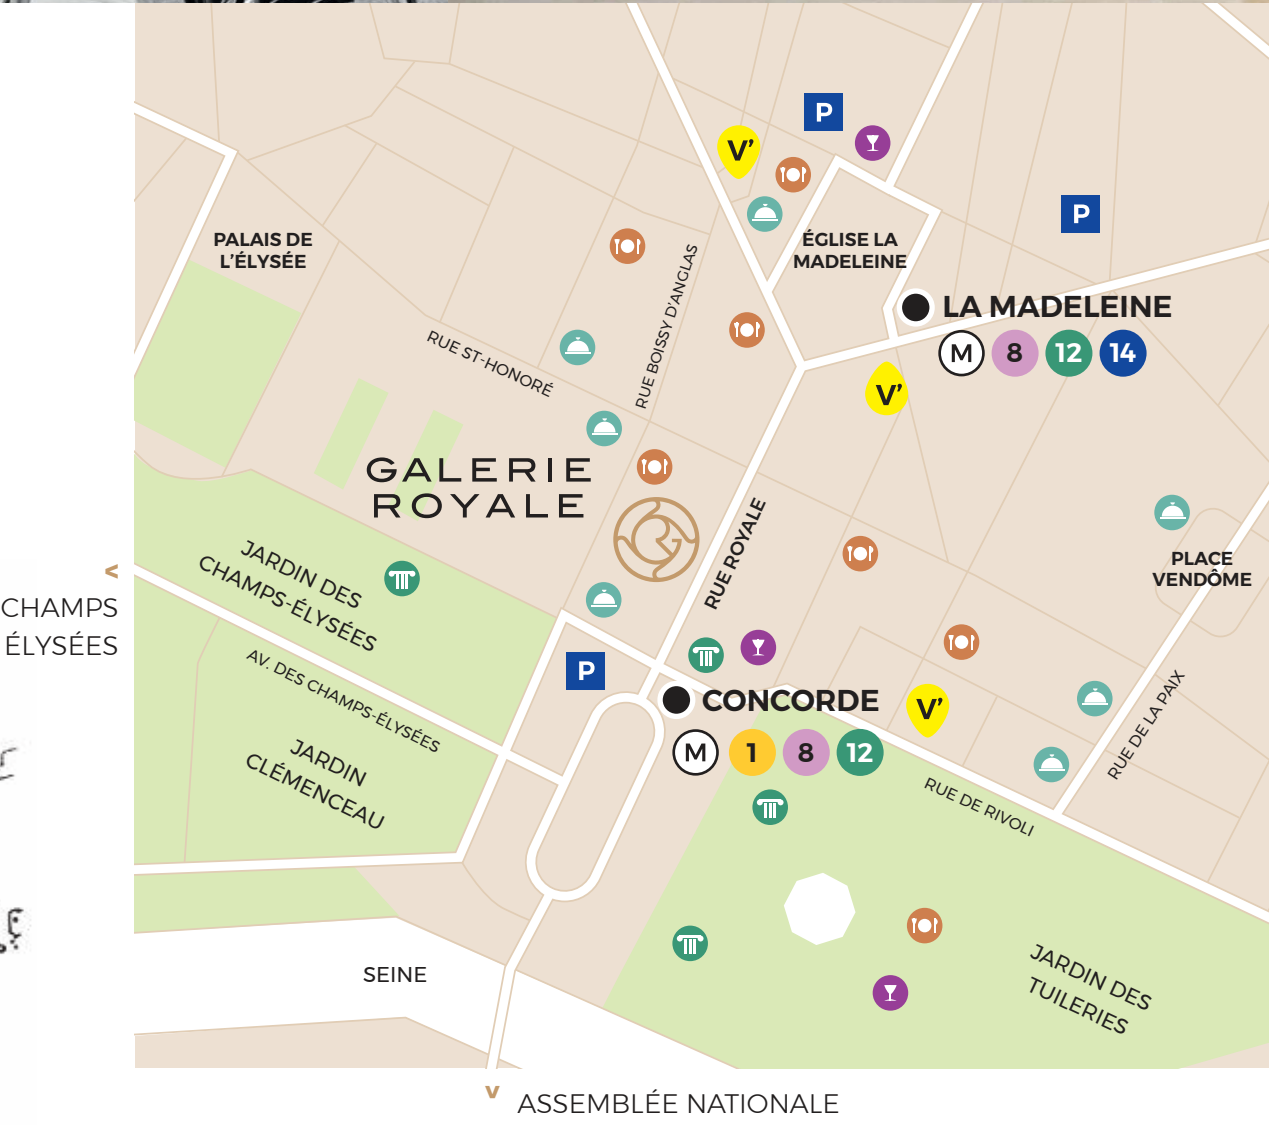 P
V’
P
PALAIS DE
L’ÉLYSÉE
ÉGLISE LA
MADELEINE
LA MADELEINE
M 8 12 14
RUE BOISSY D’ANGLAS
RUE ST-HONORÉ
V’
GALERIE
ROYALE
RUE ROYALE
PLACE
VENDÔME
JARDIN DES
CHAMPS-ÉLYSÉES
<
CHAMPS
ÉLYSÉES
P
AV. DES CHAMPS-ÉLYSÉES
CONCORDE
M 1 8 12
V’
RUE DE LA PAIX
RUE DE RIVOLI
JARDIN
CLÉMENCEAU
SEINE
JARDIN DES
TUILERIES
ASSEMBLÉE NATIONALE